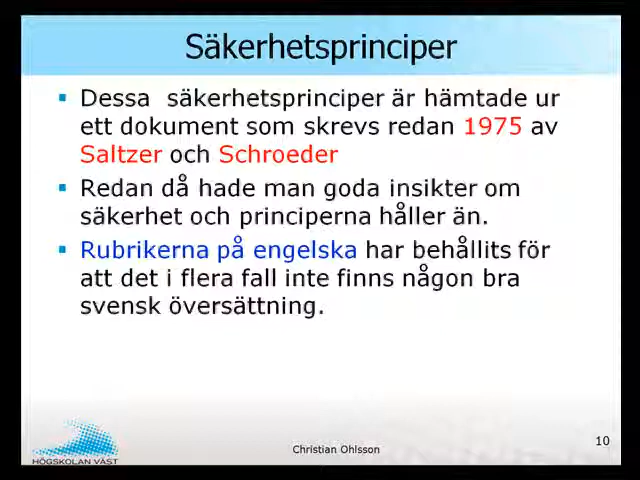 Säkerhetsprinciper
Dessa säkerhetsprinciper är hämtade ur
ett dokument som skrevs redan 1975 av
Saltzer och Schroeder
Redan då hade man goda insikter om
säkerhet och principerna håller än.
Rubrikerna på engelska har behållits för
att det i flera fall inte finns någon bra
svensk översättning.
HÖGSKOLAN VÄST
Christian Ohlsson
10